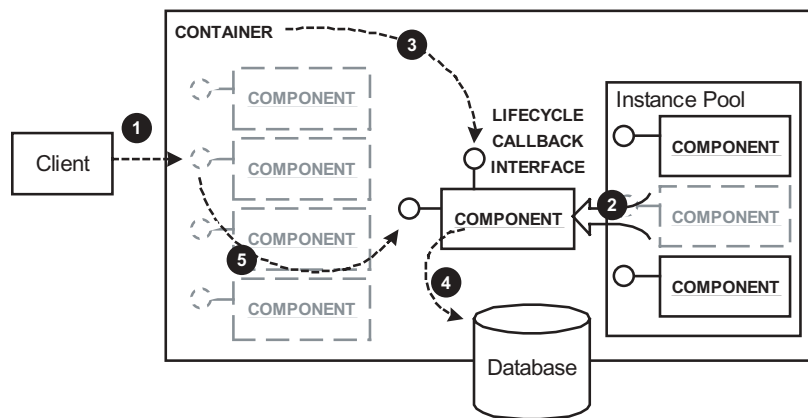 CONTAINER
3
COMPONENT
LIFECYCLE
CALLBACK
INTERFACE
Instance Pool
COMPONENT
1
Client
COMPONENT
COMPONENT
2
COMPONENT
COMPONENT
5
4
COMPONENT
COMPONENT
Database